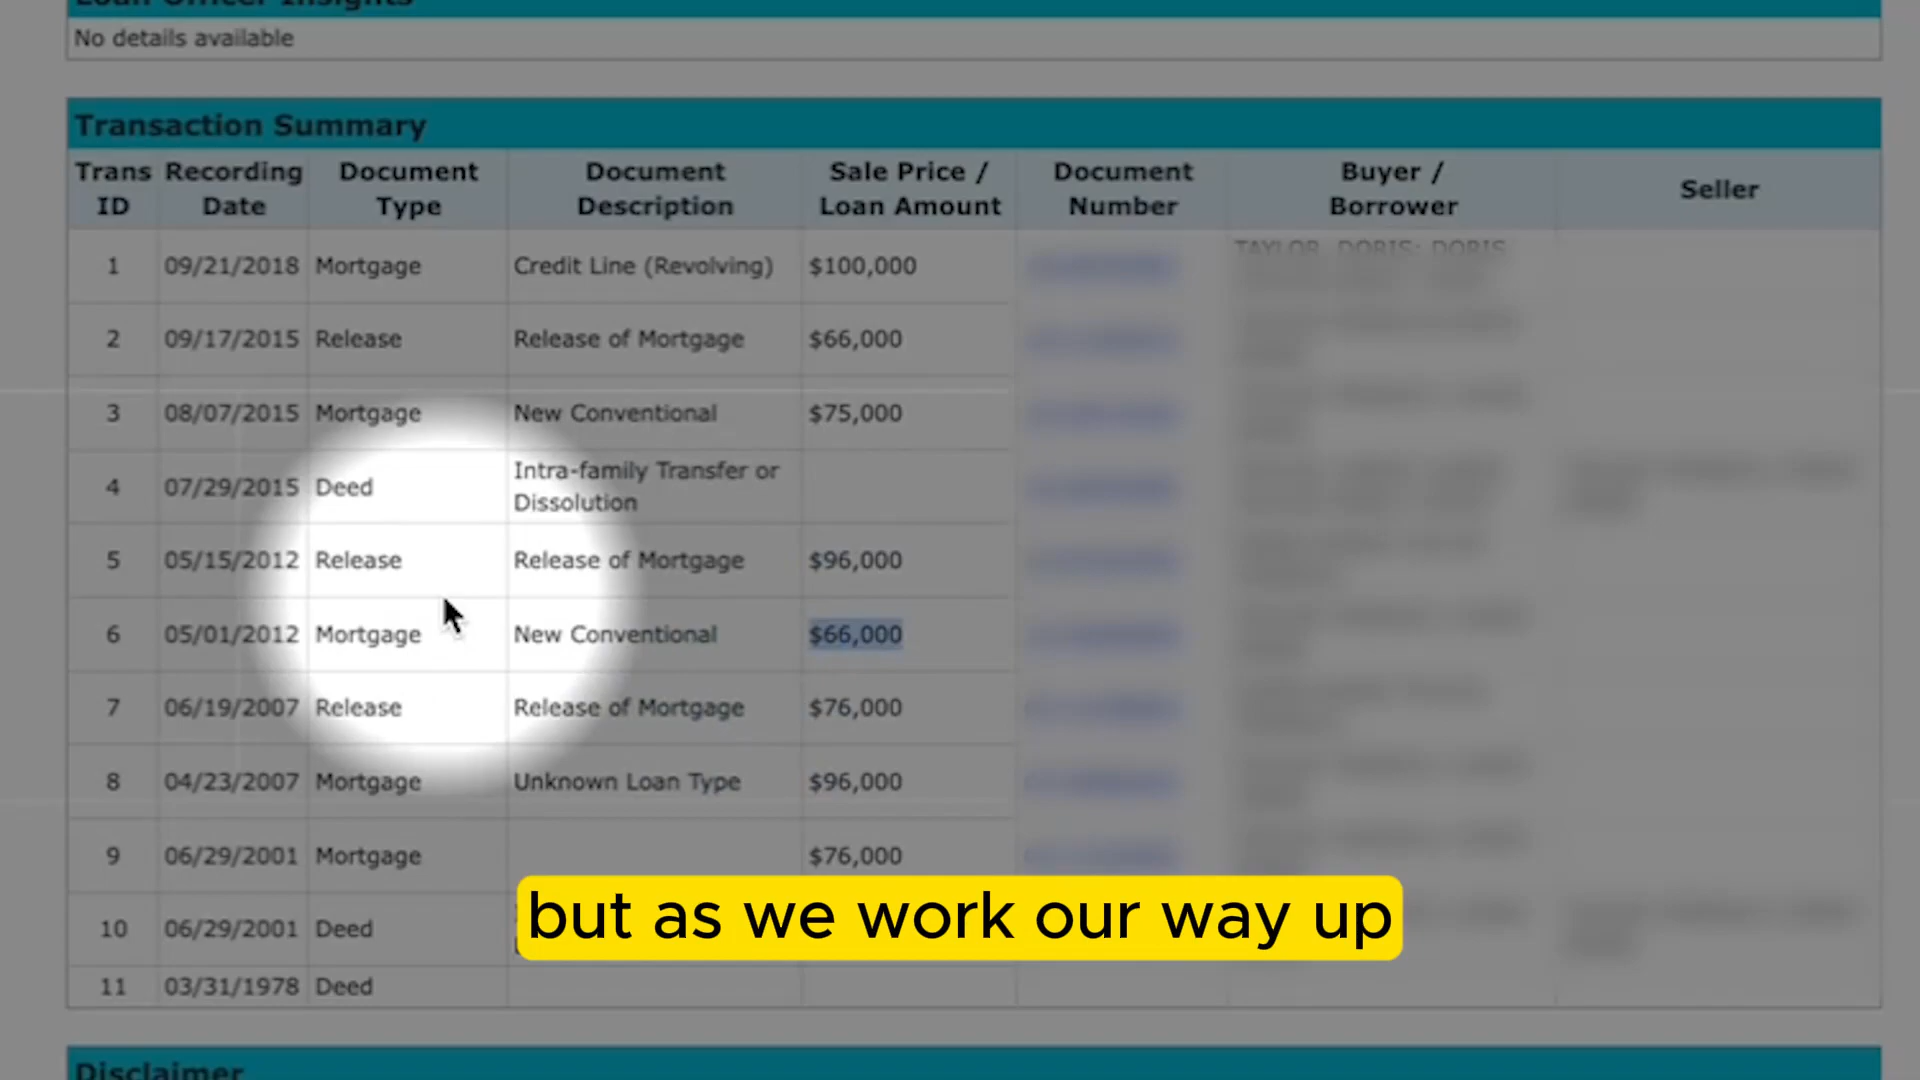 Loan Officer Insights
No details available
Transaction Summary
Trans ID Recording Date Document Type Document Description Sale Price / Loan Amount Document Number Buyer / Borrower Seller
1 09/21/2018 Mortgage Credit Line (Revolving) $100,000 TAYLOR, DORIS; DORIS
2 09/17/2015 Release Release of Mortgage $66,000
3 08/07/2015 Mortgage New Conventional $75,000
4 07/29/2015 Deed Intra-family Transfer or Dissolution
5 05/15/2012 Release Release of Mortgage $96,000
6 05/01/2012 Mortgage New Conventional $66,000
7 06/19/2007 Release Release of Mortgage $76,000
8 04/23/2007 Mortgage Unknown Loan Type $96,000
9 06/29/2001 Mortgage $76,000
10 06/29/2001 Deed
11 03/31/1978 Deed
but as we work our way up
Disclaimer